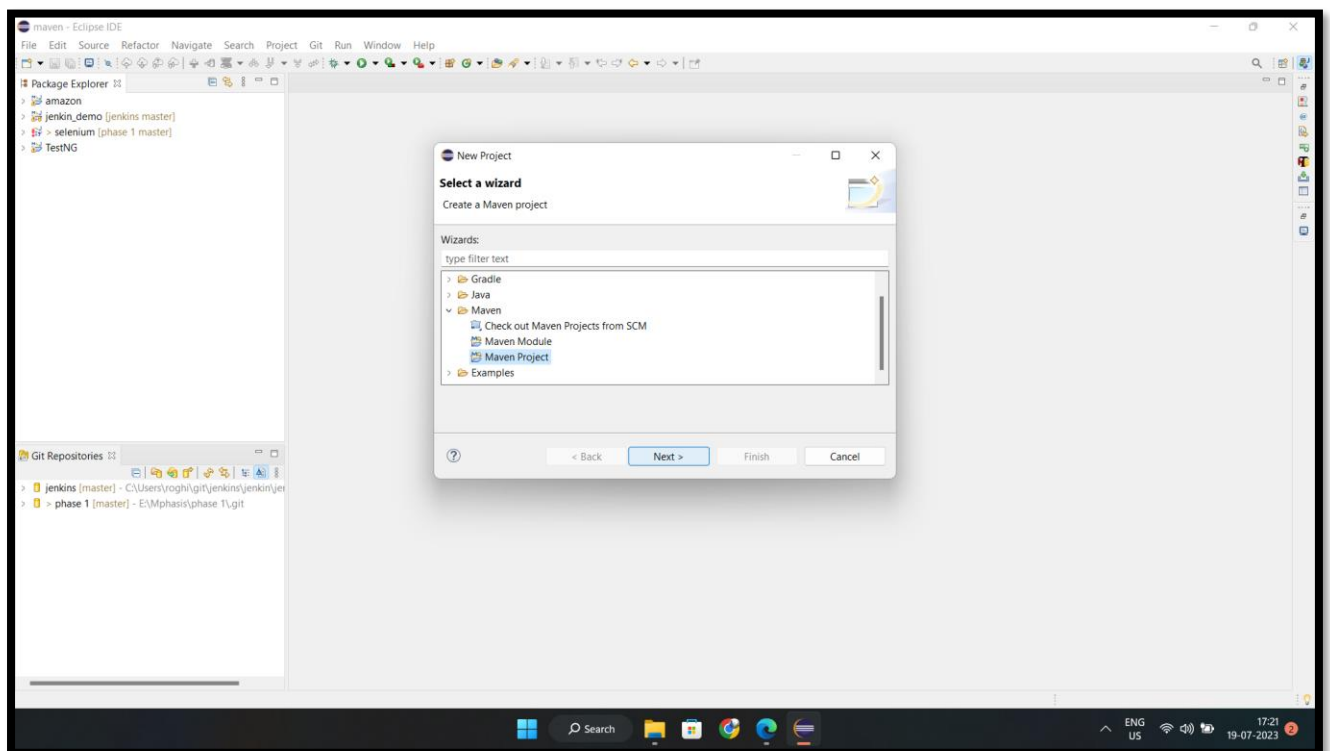 maven - Eclipse IDE
File Edit Source Refactor Navigate Search Project Git Run Window Help
Package Explorer
amazon
jenkin_demo [jenkins master]
> selenium [phase 1 master]
TestNG
New Project
Select a wizard
Create a Maven project
Wizards:
type filter text
Gradle
Java
Maven
Check out Maven Projects from SCM
Maven Module
Maven Project
Examples
< Back Next > Finish Cancel
Git Repositories
jenkins [master] - C:\Users\roghi\git\jenkins\jenkin\jer
> phase 1 [master] - E:\Mphasis\phase 1\.git
Search
ENG
US
17:21
19-07-2023
2